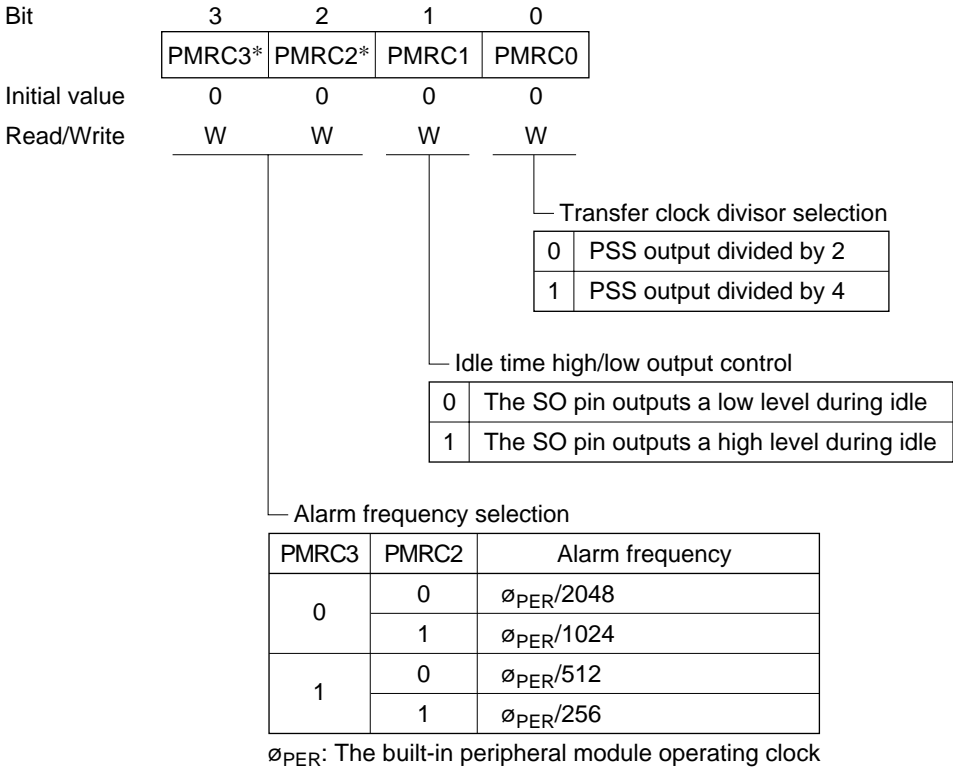 Bit 3 2 1 0
PMRC3* PMRC2* PMRC1 PMRC0
Initial value 0 0 0 0
Read/Write W W W W
Transfer clock divisor selection
0 PSS output divided by 2
1 PSS output divided by 4
Idle time high/low output control
0 The SO pin outputs a low level during idle
1 The SO pin outputs a high level during idle
Alarm frequency selection
PMRC3 PMRC2 Alarm frequency
0 0 øPER/2048
1 øPER/1024
1 0 øPER/512
1 øPER/256
øPER: The built-in peripheral module operating clock